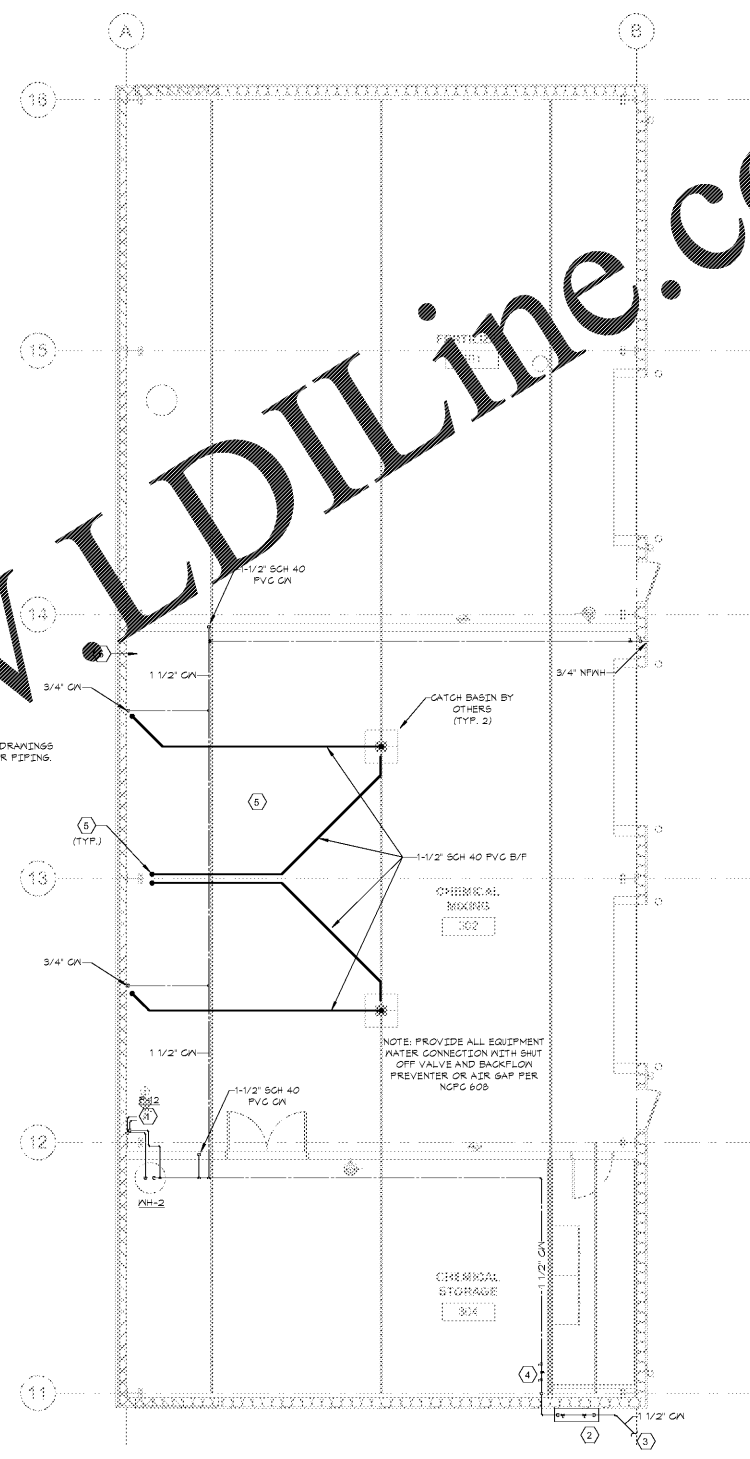 A
B
16
15
V.LDILine.co
1-1/2" SCH 40
PVC CW
14
1 1/2" CW
3/4" CW
3/4" NFWH
CATCH BASIN BY
OTHERS
(TYP. 2)
DRAWINGS
R PIPING.
5
5
(TYP.)
1-1/2" SCH 40 PVC B/F
13
CHEMICAL
MIXING
302
3/4" CW
NOTE: PROVIDE ALL EQUIPMENT
WATER CONNECTION WITH SHUT
OFF VALVE AND BACKFLOW
PREVENTER OR AIR GAP PER
NCPC 608
1 1/2" CW
1-1/2" SCH 40
PVC CW
12
WH-2
1 1/2" CW
CHEMICAL
STORAGE
304
4
11
1 1/2" CW
2
3